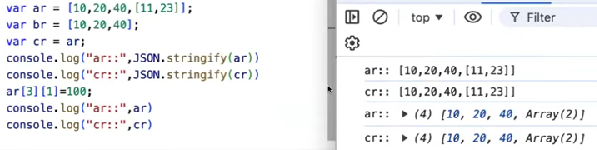 var ar = [10,20,40,[11,23]];
var br = [10,20,40];
var cr = ar;
console.log("ar::",JSON.stringify(ar))
console.log("cr::",JSON.stringify(cr))
ar[3][1]=100;
console.log("ar::",ar)
console.log("cr::",cr)
top
Filter
ar:: [10,20,40,[11,23]]
cr:: [10,20,40,[11,23]]
ar:: ▶ (4) [10, 20, 40, Array(2)]
cr:: ▶ (4) [10, 20, 40, Array(2)]